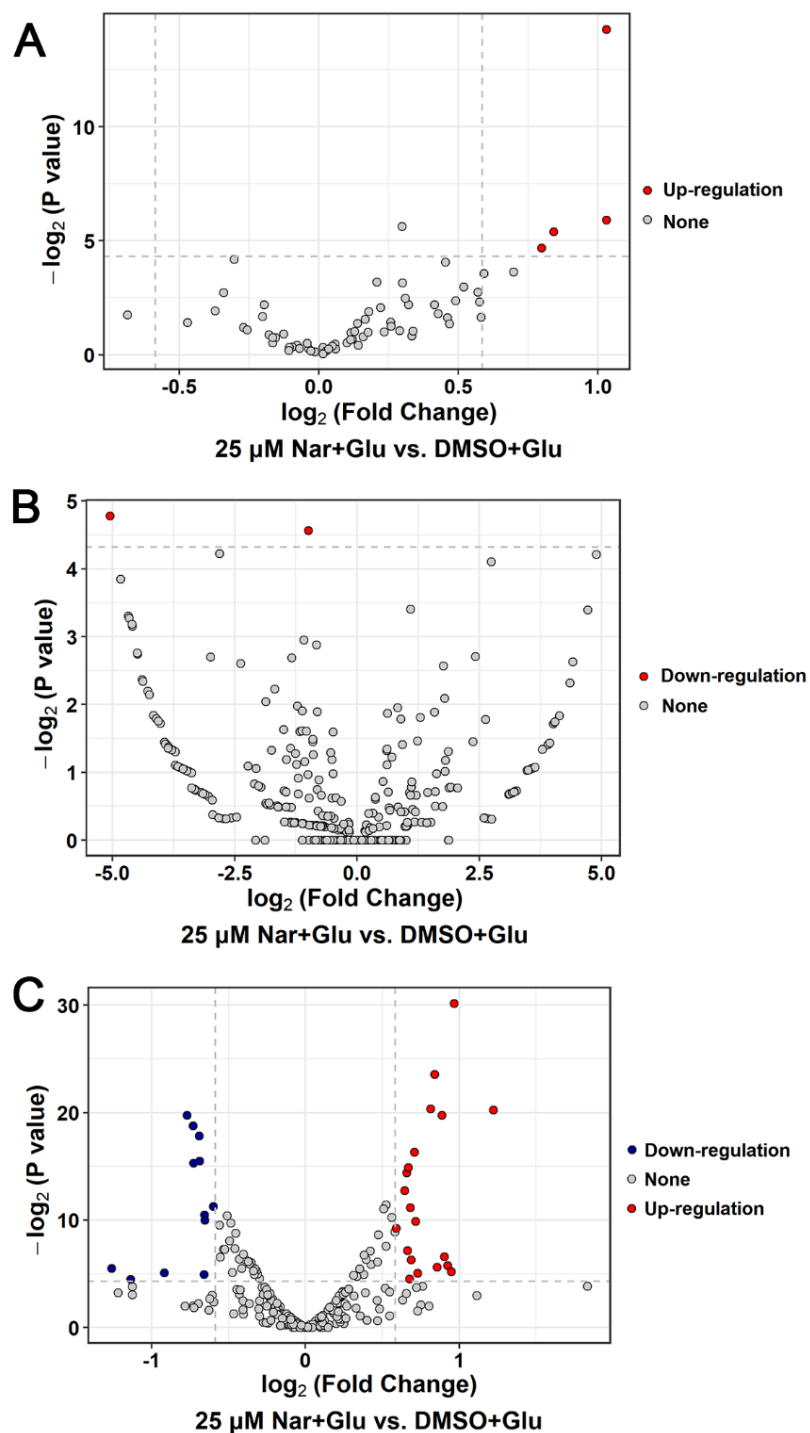 A
10
5
0
− log₂ (P value)
-0.5
0.0
0.5
1.0
log₂ (Fold Change)
25 μM Nar+Glu vs. DMSO+Glu
Up-regulation
None
B
5
4
3
2
1
0
− log₂ (P value)
-5.0
-2.5
0.0
2.5
5.0
log₂ (Fold Change)
25 μM Nar+Glu vs. DMSO+Glu
Down-regulation
None
C
30
20
10
0
− log₂ (P value)
-1
0
1
log₂ (Fold Change)
25 μM Nar+Glu vs. DMSO+Glu
Down-regulation
None
Up-regulation